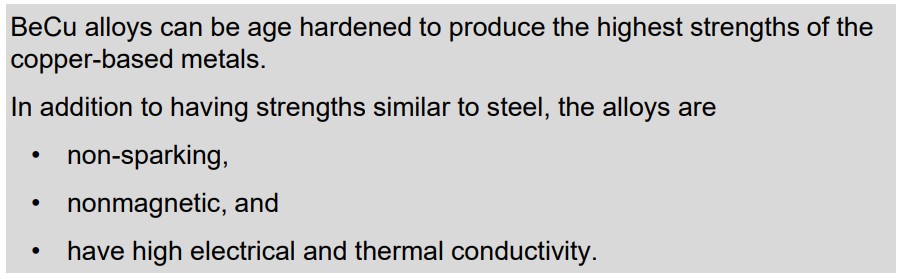 BeCu alloys can be age hardened to produce the highest strengths of the
copper-based metals.
In addition to having strengths similar to steel, the alloys are
• non-sparking,
• nonmagnetic, and
• have high electrical and thermal conductivity.